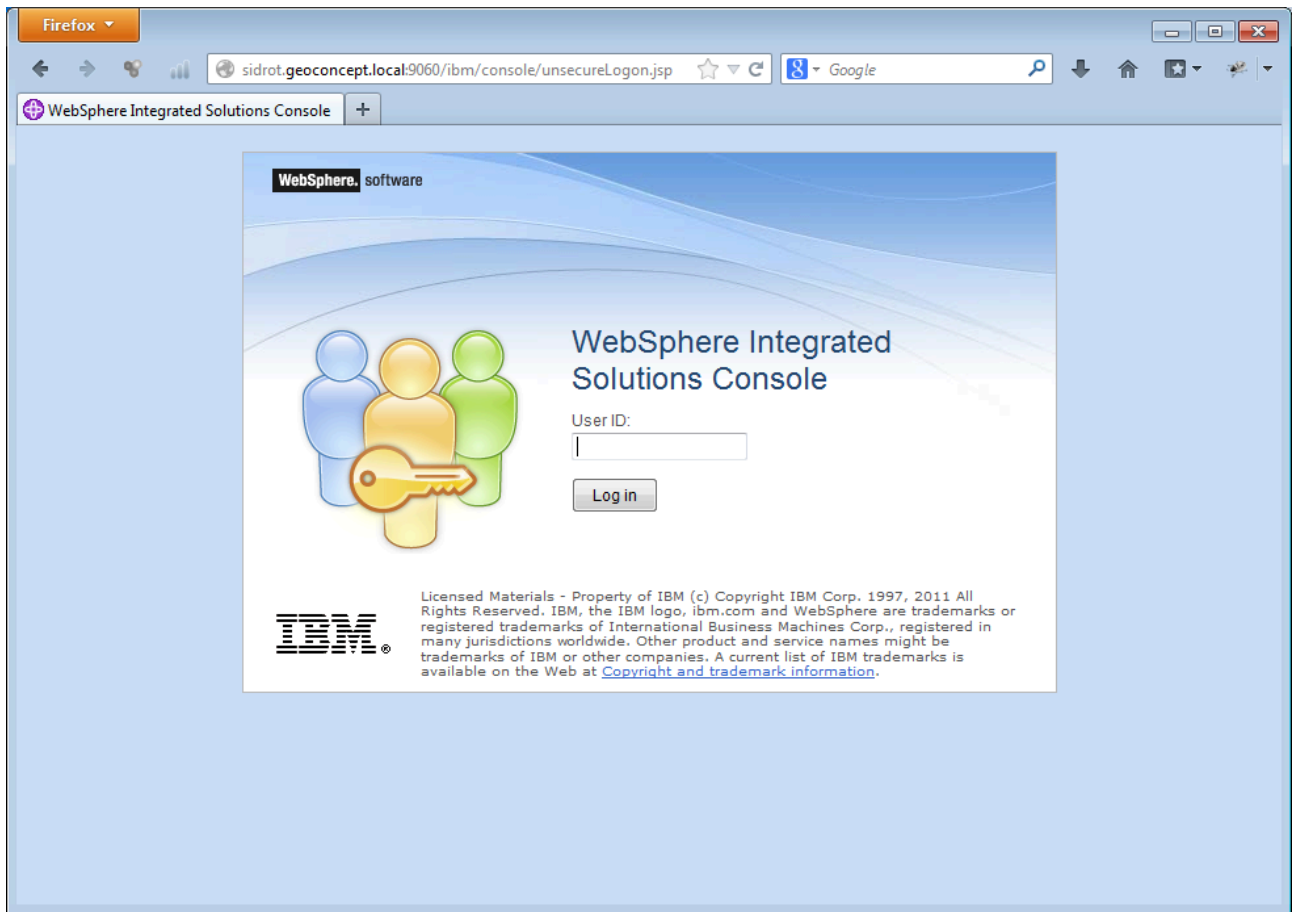 Firefox
sidrot.geoconcept.local:9060/ibm/console/unsecureLogon.jsp
8 Google
WebSphere Integrated Solutions Console
WebSphere. software
WebSphere Integrated
Solutions Console
User ID:
Log in
Licensed Materials - Property of IBM (c) Copyright IBM Corp. 1997, 2011 All
Rights Reserved. IBM, the IBM logo, ibm.com and WebSphere are trademarks or
registered trademarks of International Business Machines Corp., registered in
many jurisdictions worldwide. Other product and service names might be
trademarks of IBM or other companies. A current list of IBM trademarks is
available on the Web at Copyright and trademark information.
IBM®